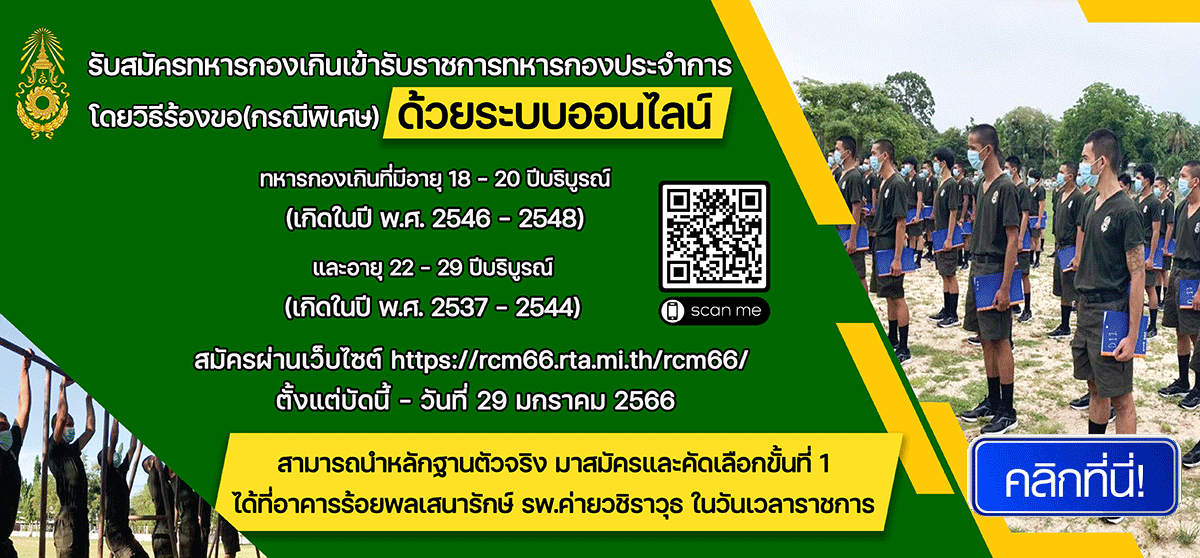 รับสมัครทหารกองเกินเข้ารับราชการทหารกองประจำการ
โดยวิธีร้องขอ(กรณีพิเศษ) ด้วยระบบออนไลน์
ทหารกองเกินที่มีอายุ 18 - 20 ปีบริบูรณ์
(เกิดในปี พ.ศ. 2546 - 2548)
และอายุ 22 - 29 ปีบริบูรณ์
(เกิดในปี พ.ศ. 2537 - 2544)
scan me
สมัครผ่านเว็บไซต์ https://rcm66.rta.mi.th/rcm66/
ตั้งแต่บัดนี้ - วันที่ 29 มกราคม 2566
สามารถนำหลักฐานตัวจริง มาสมัครและคัดเลือกขั้นที่ 1
ได้ที่อาคารร้อยพลเสนารักษ์ รพ.ค่ายวชิราวุธ ในวันเวลาราชการ
คลิกที่นี่!
011